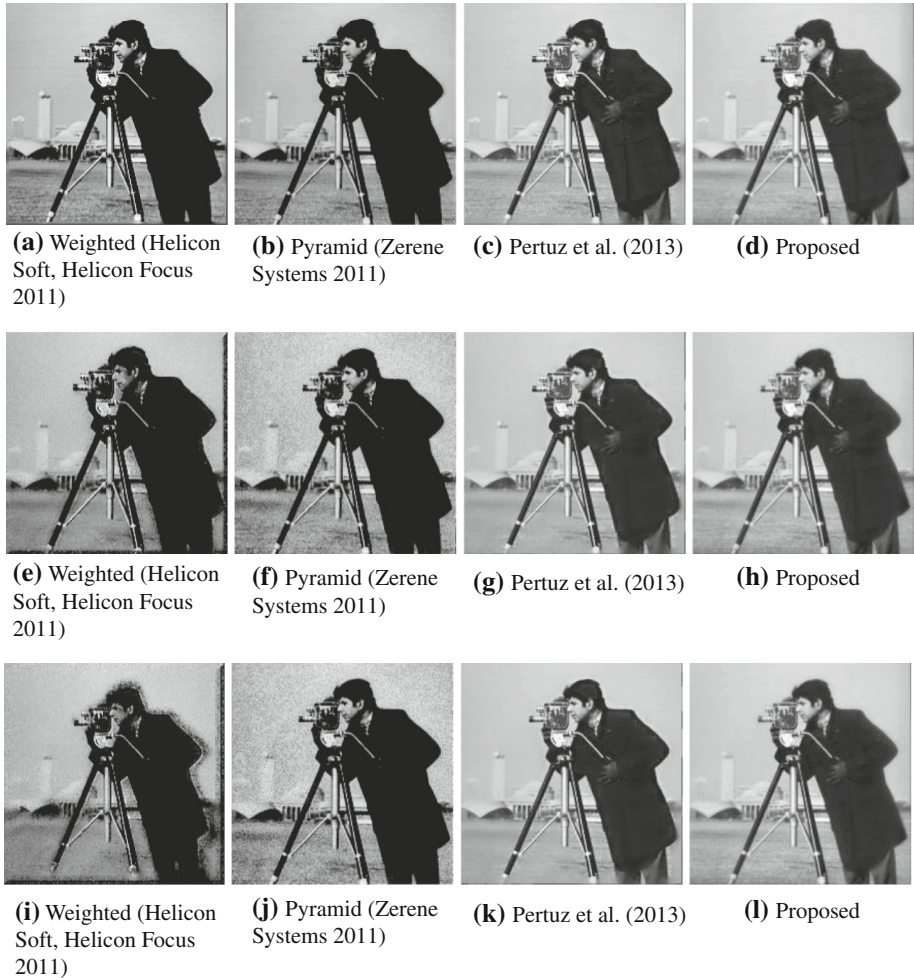 (a) Weighted (Helicon
Soft, Helicon Focus
2011)
(b) Pyramid (Zerene
Systems 2011)
(c) Pertuz et al. (2013)
(d) Proposed
(e) Weighted (Helicon
Soft, Helicon Focus
2011)
(f) Pyramid (Zerene
Systems 2011)
(g) Pertuz et al. (2013)
(h) Proposed
(i) Weighted (Helicon
Soft, Helicon Focus
2011)
(j) Pyramid (Zerene
Systems 2011)
(k) Pertuz et al. (2013)
(l) Proposed